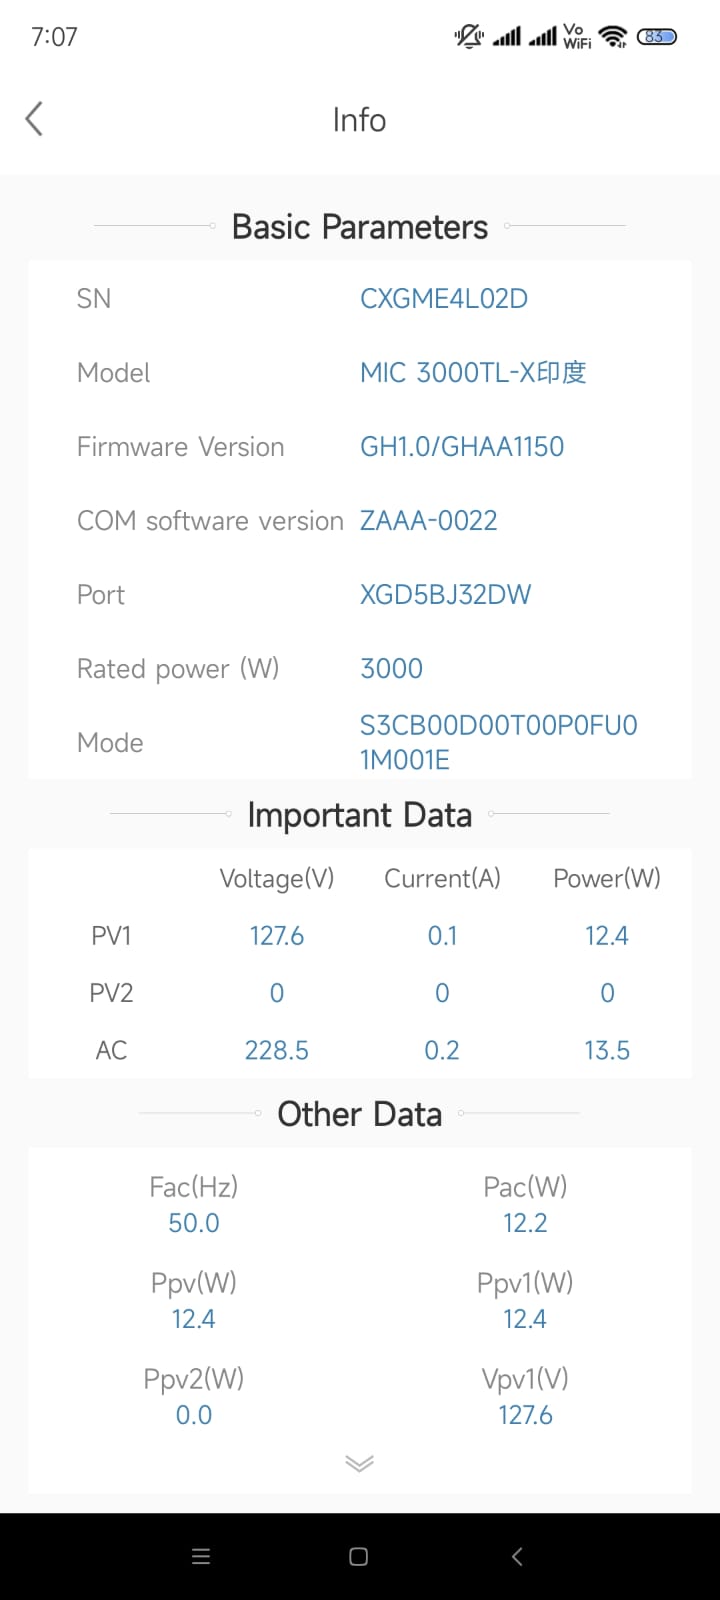 7:07
Vo
WiFi
83
Info
Basic Parameters
SN CXGME4L02D
Model MIC 3000TL-X印度
Firmware Version GH1.0/GHAA1150
COM software version ZAAA-0022
Port XGD5BJ32DW
Rated power (W) 3000
Mode S3CB00D00T00P0FU0
1M001E
Important Data
Voltage(V) Current(A) Power(W)
PV1 127.6 0.1 12.4
PV2 0 0 0
AC 228.5 0.2 13.5
Other Data
Fac(Hz) Pac(W)
50.0 12.2
Ppv(W) Ppv1(W)
12.4 12.4
Ppv2(W) Vpv1(V)
0.0 127.6